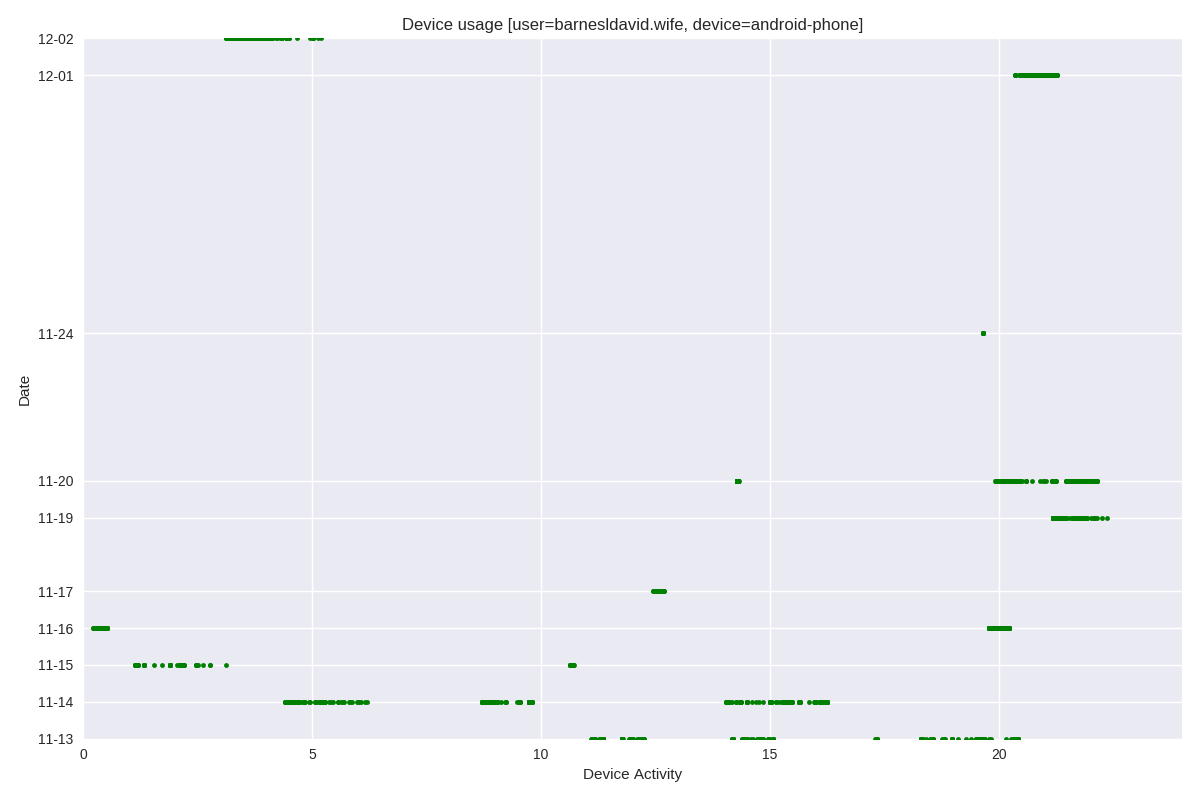 Device usage [user=barnesldavid.wife, device=android-phone]
12-02
12-01
11-24
11-20
11-19
11-17
11-16
11-15
11-14
11-13
Date
0 5 10 15 20
Device Activity